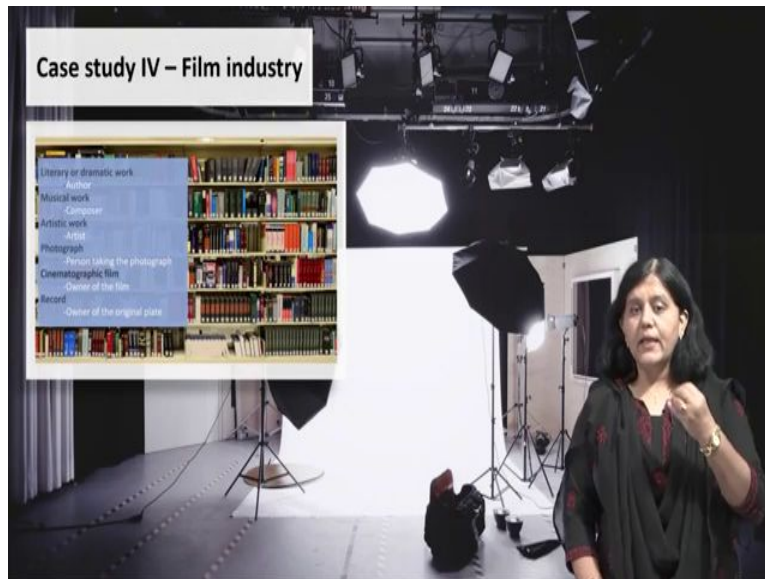 Case study IV – Film industry
Literary or dramatic work
-Author
Musical work
-Composer
Artistic work
-Artist
Photograph
-Person taking the photograph
Cinematographic film
-Owner of the film
Record
-Owner of the original plate